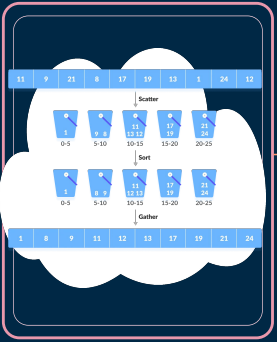 11 9 21 8 17 19 13 1 24 12
Scatter
1 9 8 11 13 12 17 19 21 24
0-5 5-10 10-15 15-20 20-25
Sort
1 8 9 11 12 13 17 19 21 24
0-5 5-10 10-15 15-20 20-25
Gather
1 8 9 11 12 13 17 19 21 24